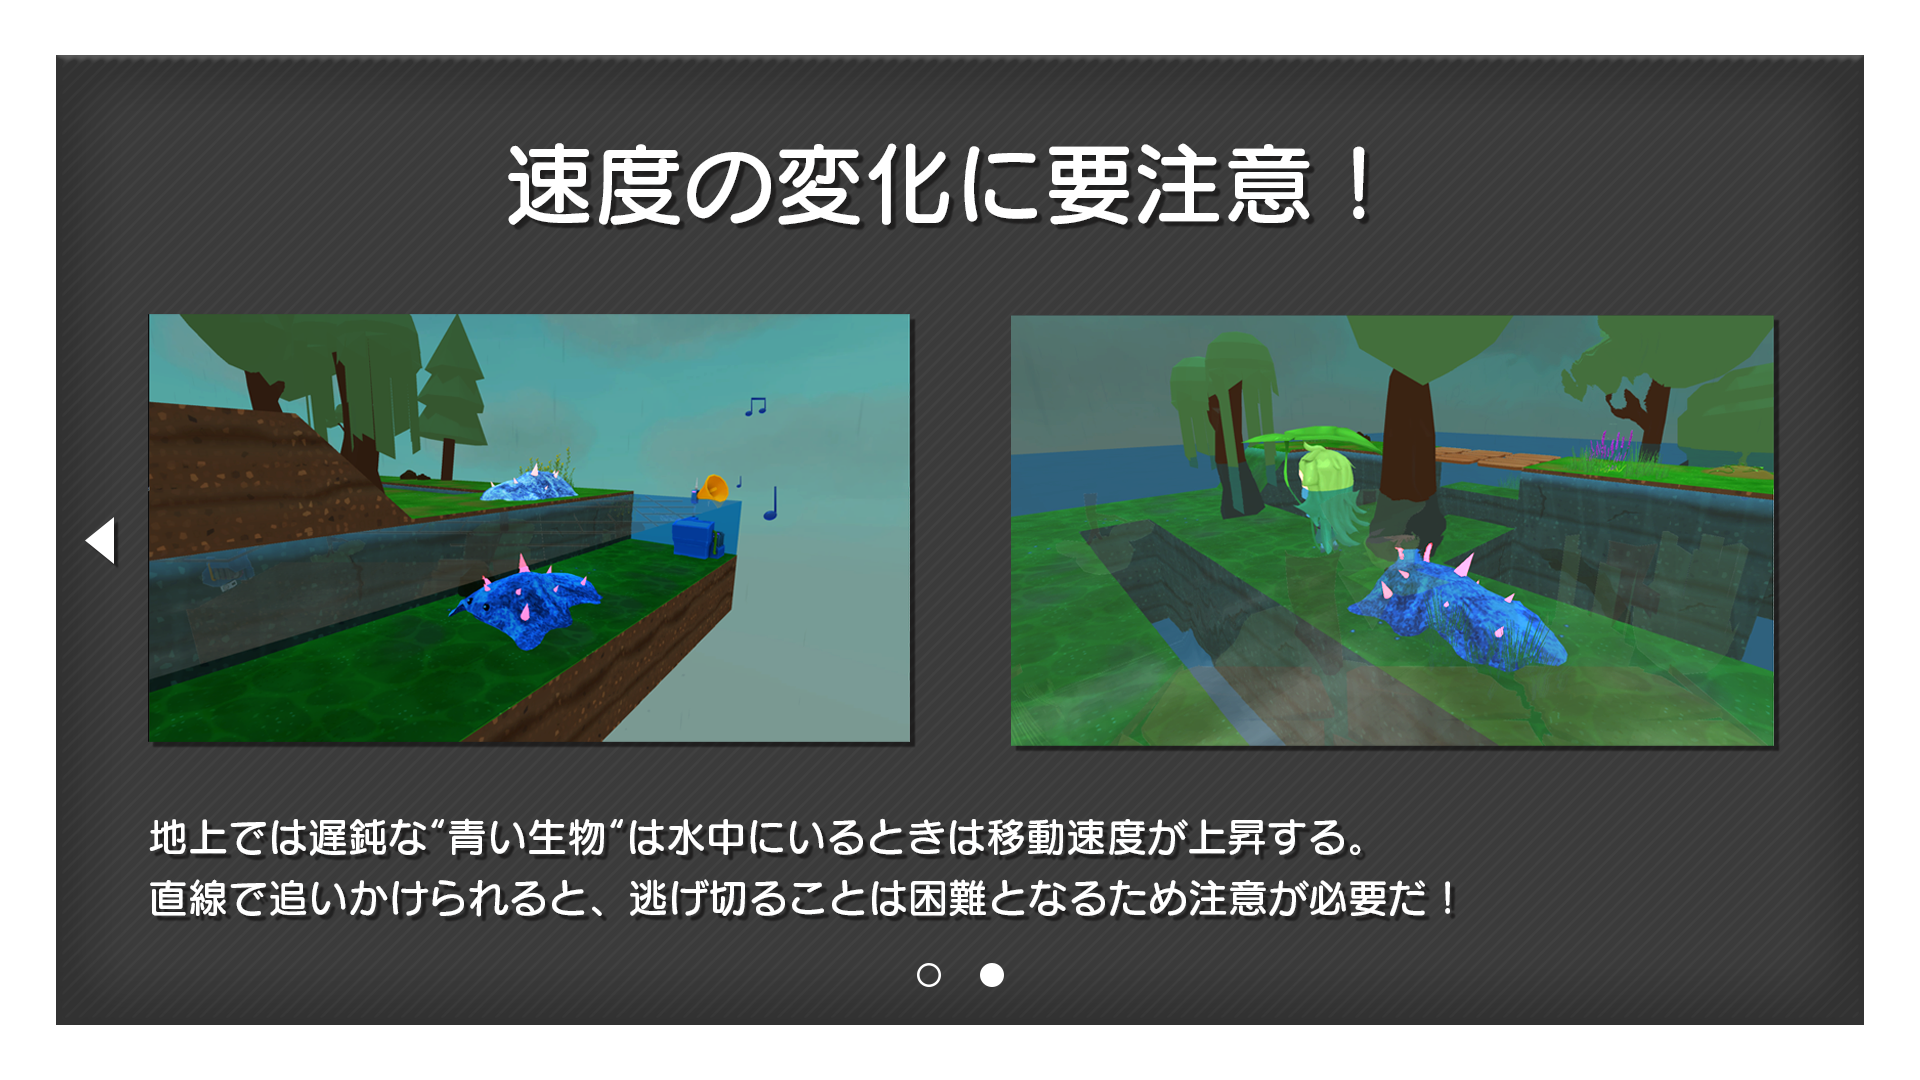 速度の変化に要注意！
地上では遅鈍な“青い生物“は水中にいるときは移動速度が上昇する。
直線で追いかけられると、逃げ切ることは困難となるため注意が必要だ！